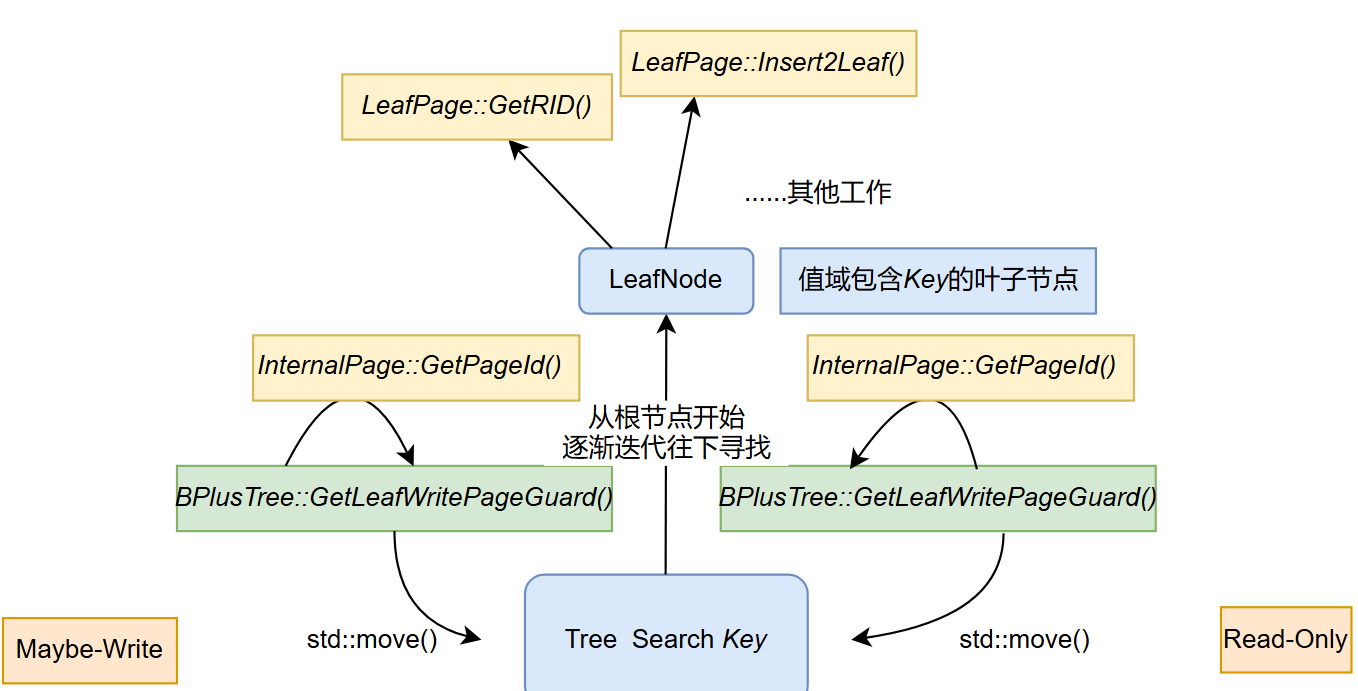 LeafPage::Insert2Leaf()
LeafPage::GetRID()
......其他工作
LeafNode
值域包含Key的叶子节点
InternalPage::GetPageId()
InternalPage::GetPageId()
从根节点开始
逐渐迭代往下寻找
BPlusTree::GetLeafWritePageGuard()
BPlusTree::GetLeafWritePageGuard()
Maybe-Write
std::move()
Tree Search Key
std::move()
Read-Only